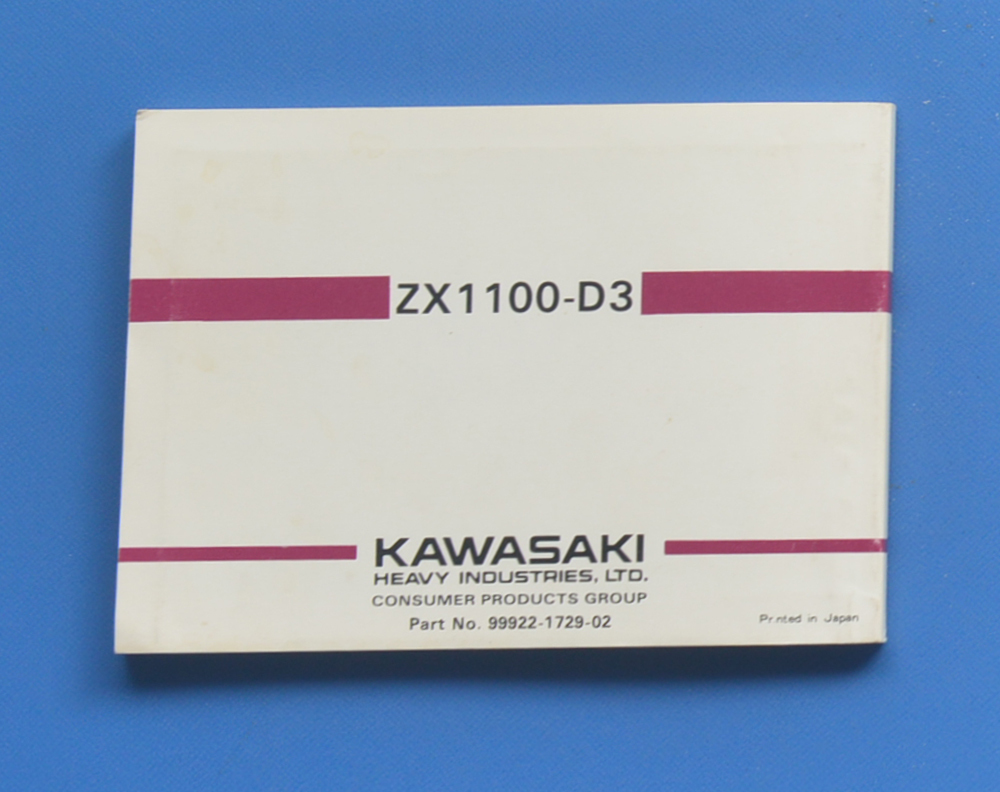 ZX1100-D3
KAWASAKI
HEAVY INDUSTRIES, LTD.
CONSUMER PRODUCTS GROUP
Part No. 99922-1729-02
Printed in Japan